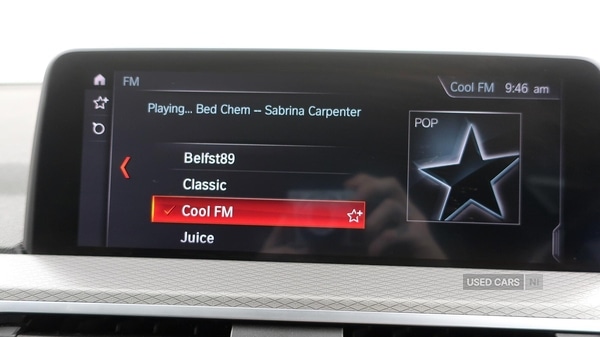 FM
Cool FM 9:46 am
Playing... Bed Chem -- Sabrina Carpenter
POP
Belfst89
Classic
Cool FM
Juice
USED CARS NI